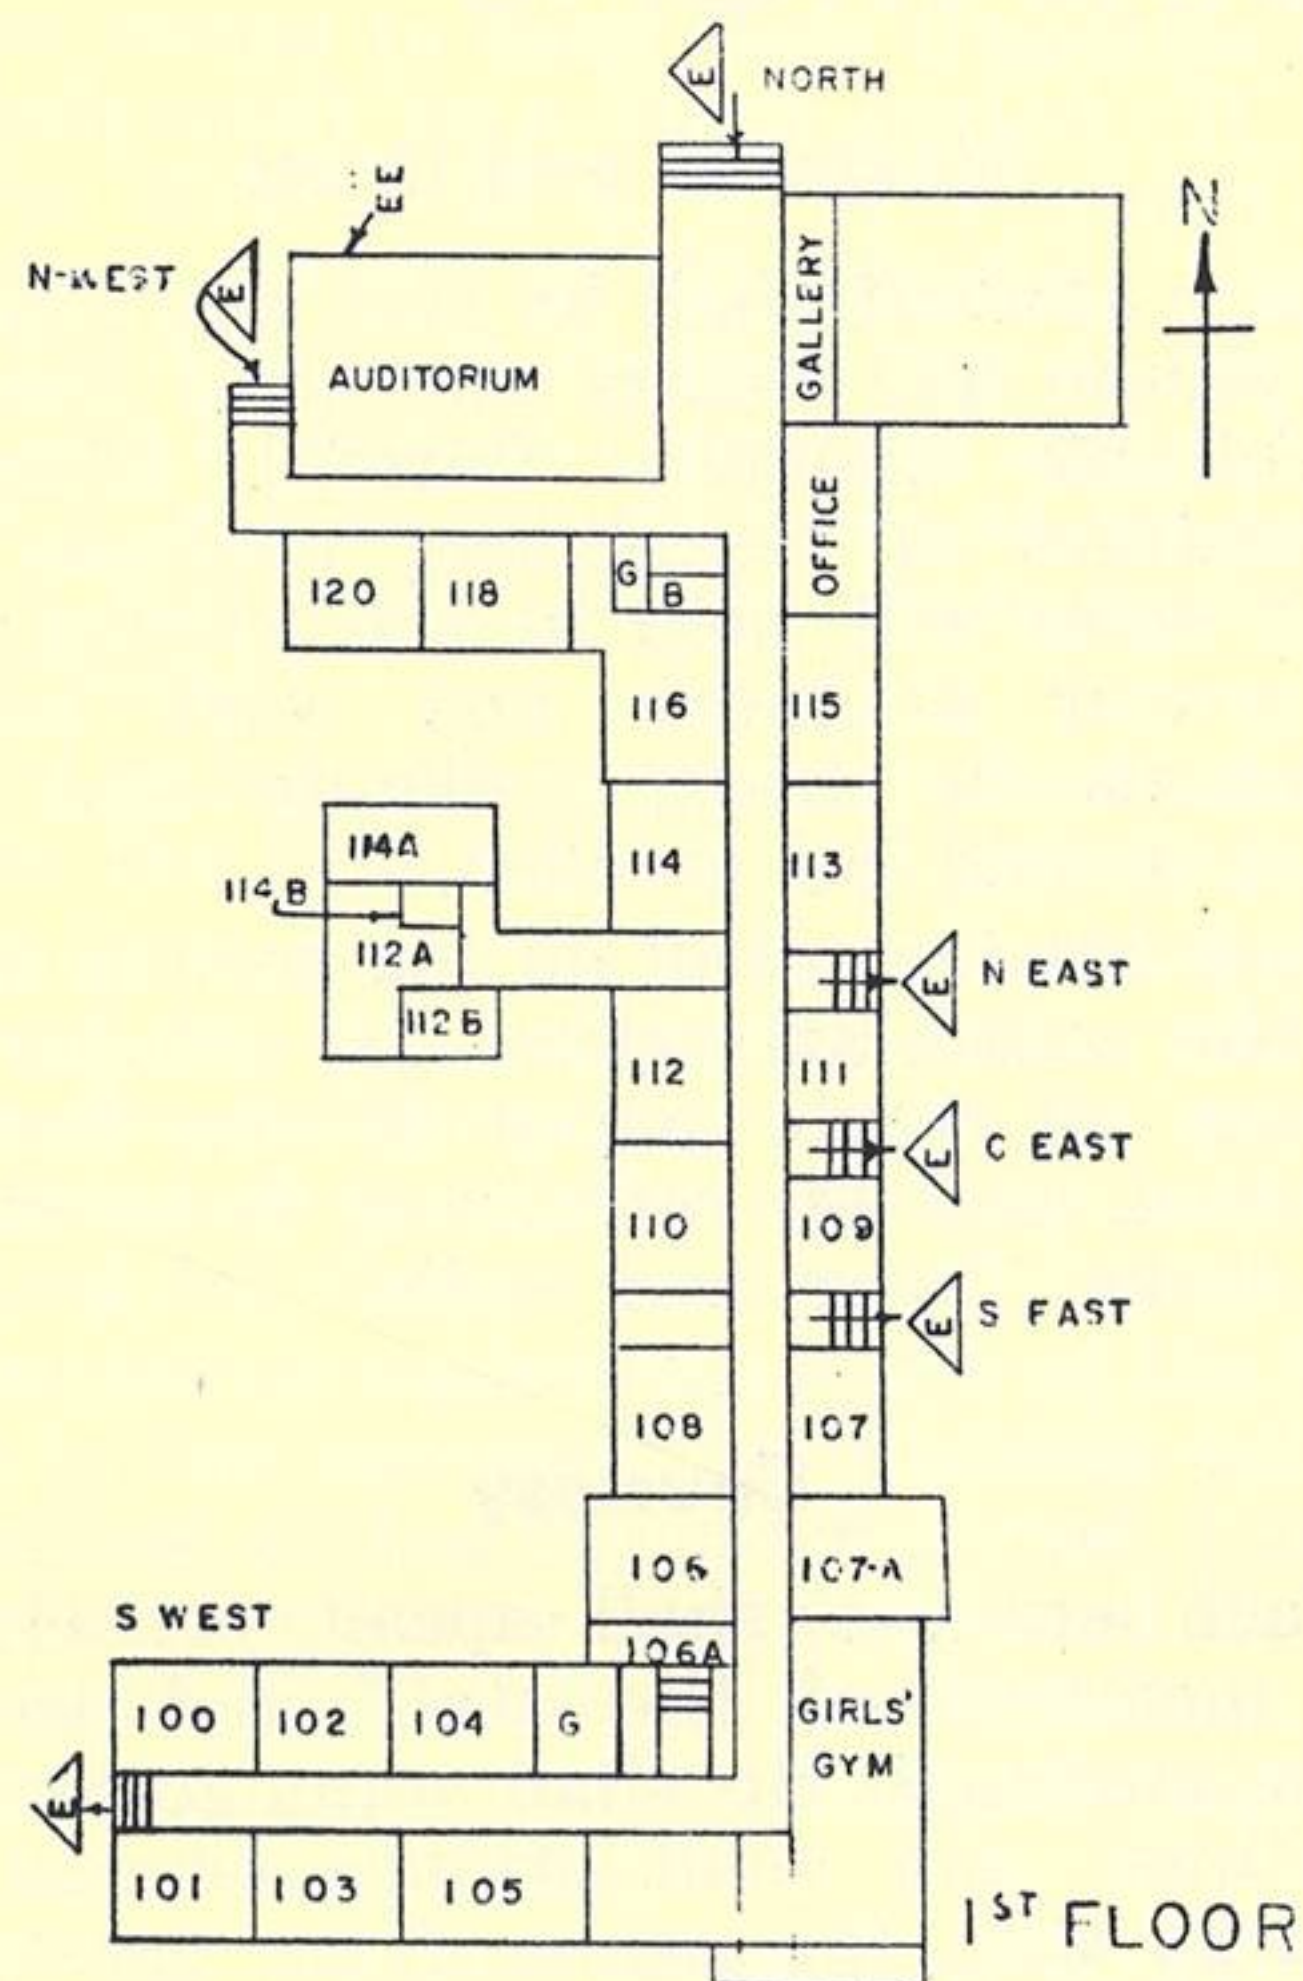 E NORTH
EE
N
N-WEST
E
GALLERY
AUDITORIUM
OFFICE
120 118 G B
116 115
114A
114 113
114B
112A
E N EAST
112B
112 111
E C EAST
110 109
E S EAST
108 107
106 107-A
S WEST
106A
100 102 104 G
GIRLS'
GYM
E
101 103 105
1ST FLOOR